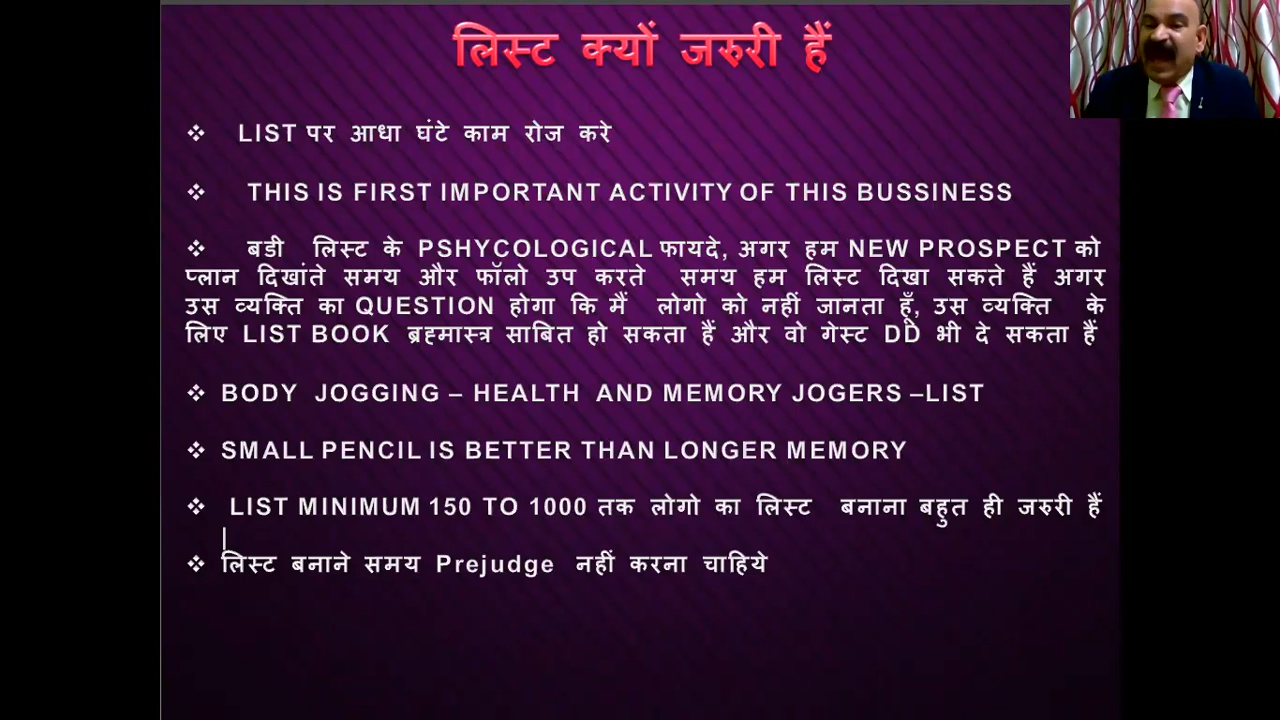 लिस्ट क्यों जरुरी हैं
❖ LIST पर आधा घंटे काम रोज करे
❖ THIS IS FIRST IMPORTANT ACTIVITY OF THIS BUSSINESS
❖ बडी लिस्ट के PSHYCOLOGICAL फायदे, अगर हम NEW PROSPECT को
प्लान दिखांते समय और फॉलो उप करते समय हम लिस्ट दिखा सकते हैं अगर
उस व्यक्ति का QUESTION होगा कि मैं लोगो को नहीं जानता हूँ, उस व्यक्ति के
लिए LIST BOOK ब्रह्मास्त्र साबित हो सकता हैं और वो गेस्ट DD भी दे सकता हैं
❖ BODY JOGGING – HEALTH AND MEMORY JOGERS –LIST
❖ SMALL PENCIL IS BETTER THAN LONGER MEMORY
❖ LIST MINIMUM 150 TO 1000 तक लोगो का लिस्ट बनाना बहुत ही जरुरी हैं
|
❖ लिस्ट बनाने समय Prejudge नहीं करना चाहिये